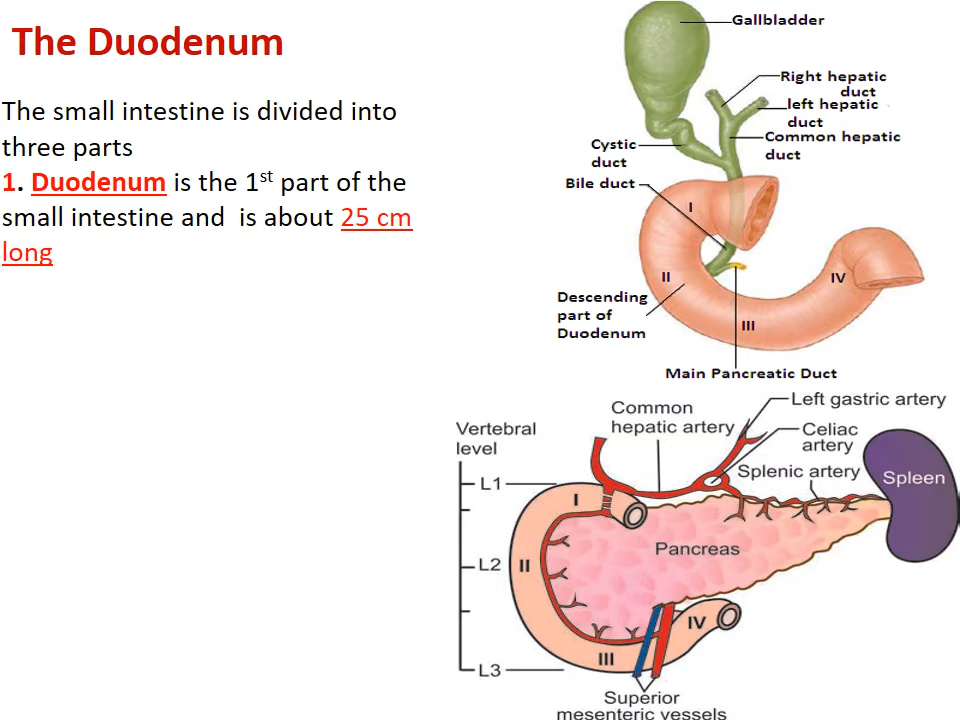 The Duodenum
The small intestine is divided into
three parts
1. Duodenum is the 1st part of the
small intestine and  is about 25 cm
long
Gallbladder
Right hepatic
duct
left hepatic
duct
Common hepatic
duct
Cystic
duct
Bile duct
I
II
III
IV
Descending
part of
Duodenum
Main Pancreatic Duct
Left gastric artery
Common
hepatic artery
Celiac
artery
Splenic artery
Spleen
Vertebral
level
L1
L2
L3
I
II
III
IV
Pancreas
Superior
mesenteric vessels